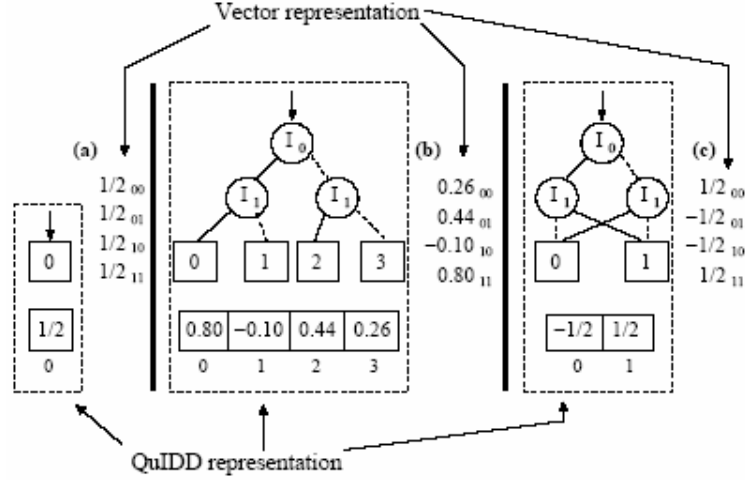 Vector representation
(a)
1/2 00
1/2 01
1/2 10
1/2 11
0
1/2
0
I0
I1 I1
0 1 2 3
0.80 −0.10 0.44 0.26
0 1 2 3
(b)
0.26 00
0.44 01
−0.10 10
0.80 11
I0
I1 I1
0 1
−1/2 1/2
0 1
(c)
1/2 00
−1/2 01
−1/2 10
1/2 11
QuIDD representation